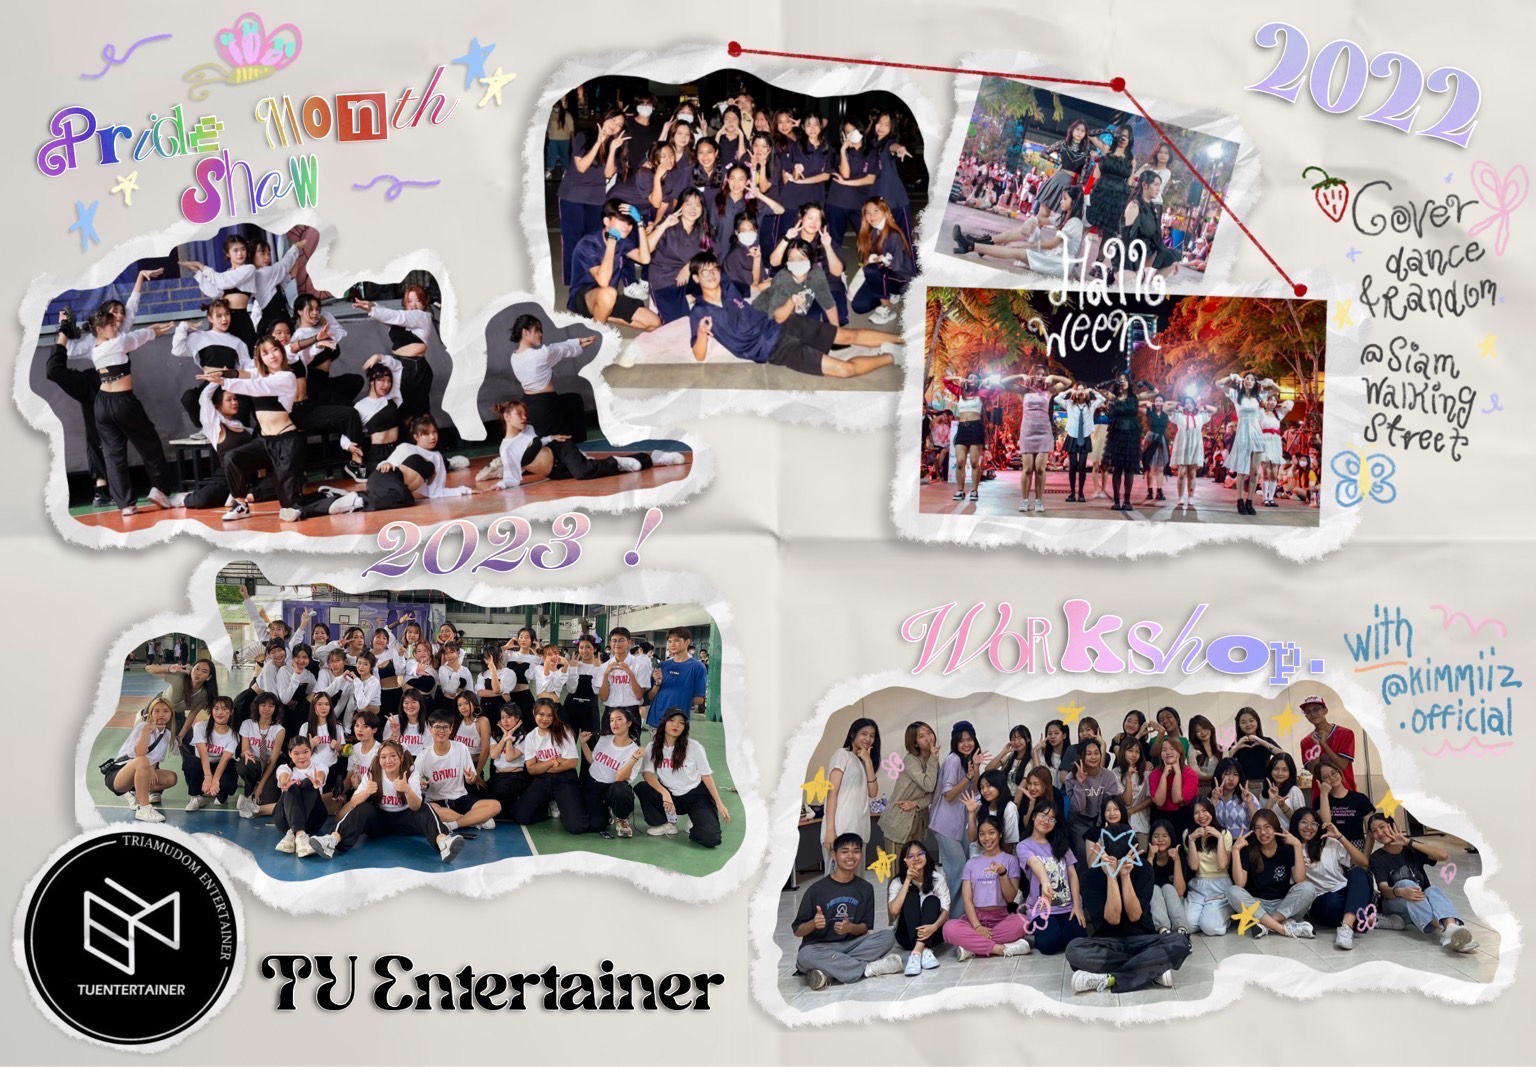 Pride Month
Show
2022
Cover
dance
& Random
@Siam
Walking
Street
Hallo
ween
2023 !
Workshop.
with
@kimmiiz
.official
TRIAMUDOM ENTERTAINER
TUENTERTAINER
TU Entertainer